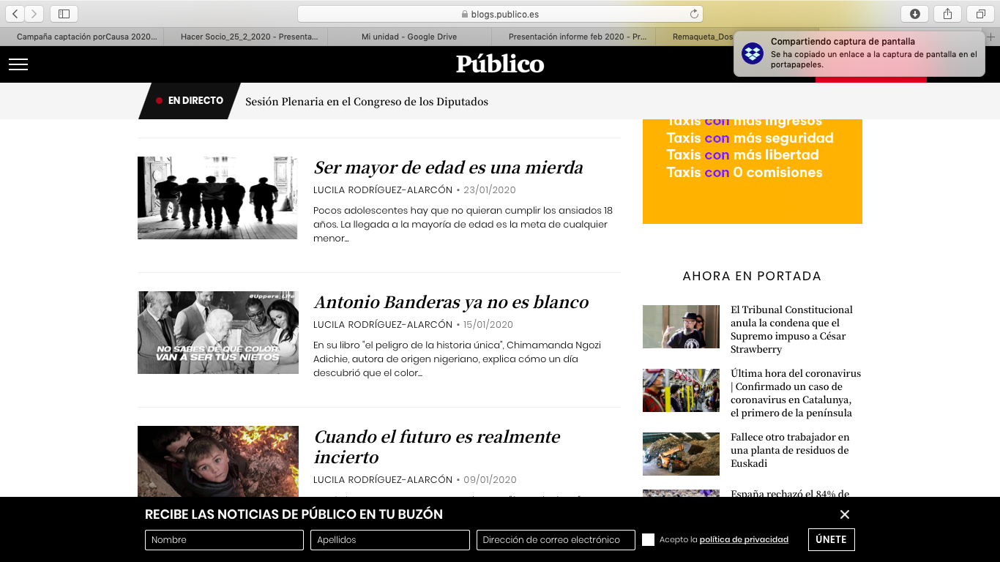 blogs.publico.es
Campaña captación porCausa 2020...
Hacer Socio_25_2_2020 - Presenta...
Mi unidad - Google Drive
Presentación informe feb 2020 - Pr...
Remaqueta_Dos
Compartiendo captura de pantalla
Se ha copiado un enlace a la captura de pantalla en el
portapapeles.
Público
EN DIRECTO
Sesión Plenaria en el Congreso de los Diputados
Ser mayor de edad es una mierda
LUCILA RODRÍGUEZ-ALARCÓN • 23/01/2020
Pocos adolescentes hay que no quieran cumplir los ansiados 18
años. La llegada a la mayoría de edad es la meta de cualquier
menor...
@Uppers_Life
NO SABES DE QUE COLOR
VAN A SER TUS NIETOS
Antonio Banderas ya no es blanco
LUCILA RODRÍGUEZ-ALARCÓN • 15/01/2020
En su libro "el peligro de la historia única", Chimamanda Ngozi
Adichie, autora de origen nigeriano, explica cómo un día
descubrió que el color...
Cuando el futuro es realmente
incierto
LUCILA RODRÍGUEZ-ALARCÓN • 09/01/2020
Taxis con más ingresos
Taxis con más seguridad
Taxis con más libertad
Taxis con 0 comisiones
AHORA EN PORTADA
El Tribunal Constitucional
anula la condena que el
Supremo impuso a César
Strawberry
Última hora del coronavirus
| Confirmado un caso de
coronavirus en Catalunya,
el primero de la península
Fallece otro trabajador en
una planta de residuos de
Euskadi
España rechazó el 84% de
RECIBE LAS NOTICIAS DE PÚBLICO EN TU BUZÓN
Nombre
Apellidos
Dirección de correo electrónico
Acepto la política de privacidad
ÚNETE